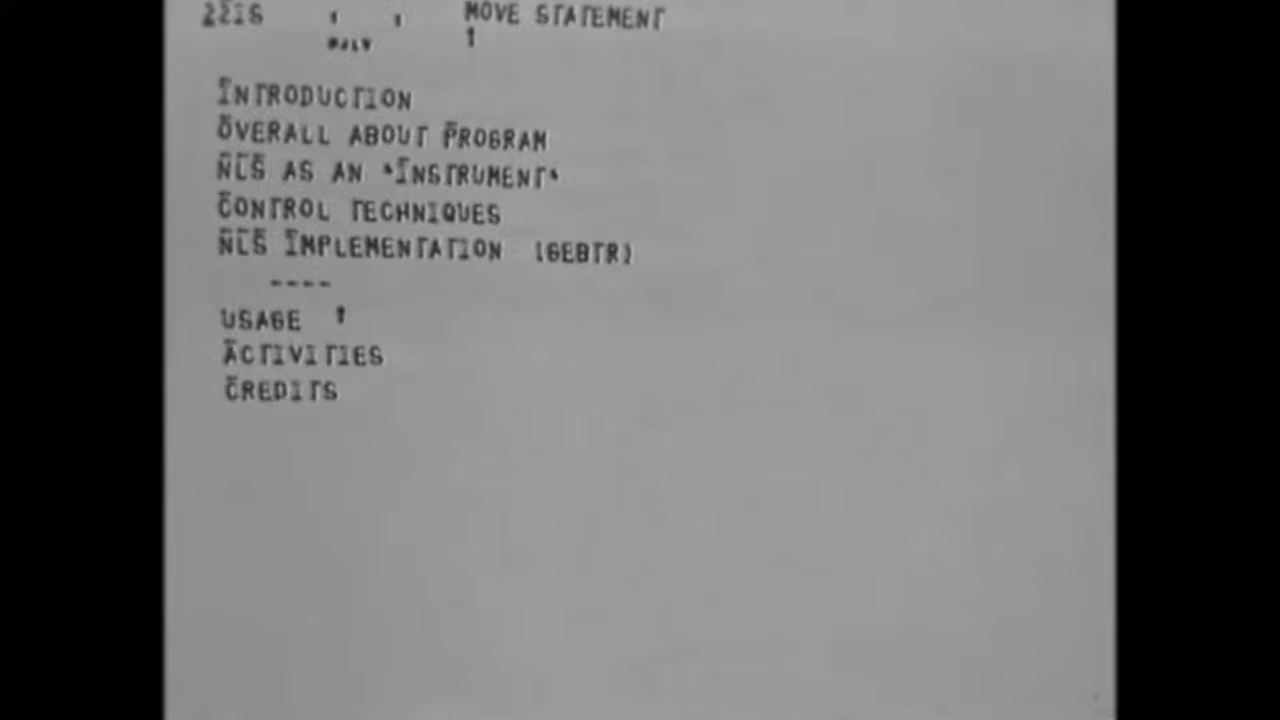 MOVE STATEMENT
INTRODUCTION
OVERALL ABOUT PROGRAM
NLS AS AN "INSTRUMENT"
CONTROL TECHNIQUES
NLS IMPLEMENTATION (GEBTR)
----
USAGE
ACTIVITIES
CREDITS